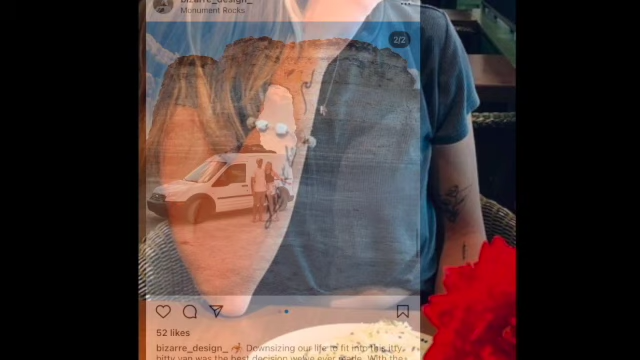 bizarre_design_
Monument Rocks
2/2
52 likes
bizarre_design_ Downsizing our life to fit into this itty
bitty van was the best decision we've ever made. With the